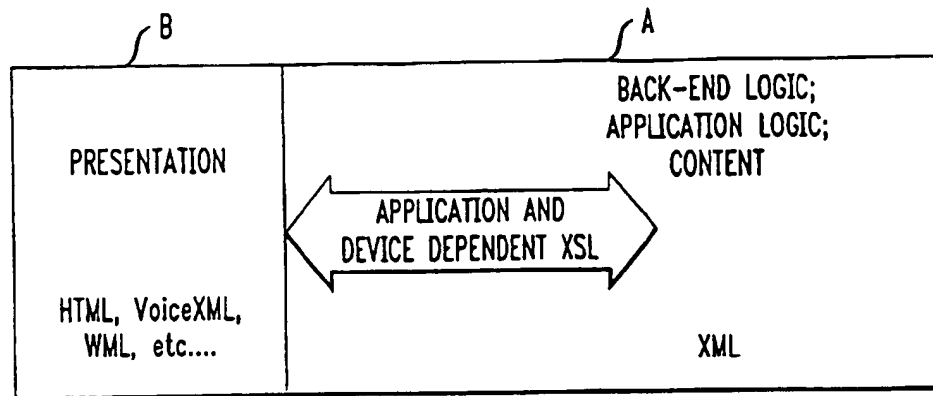 B
A
PRESENTATION
HTML, VoiceXML,
WML, etc....
BACK-END LOGIC;
APPLICATION LOGIC;
CONTENT
APPLICATION AND
DEVICE DEPENDENT XSL
XML